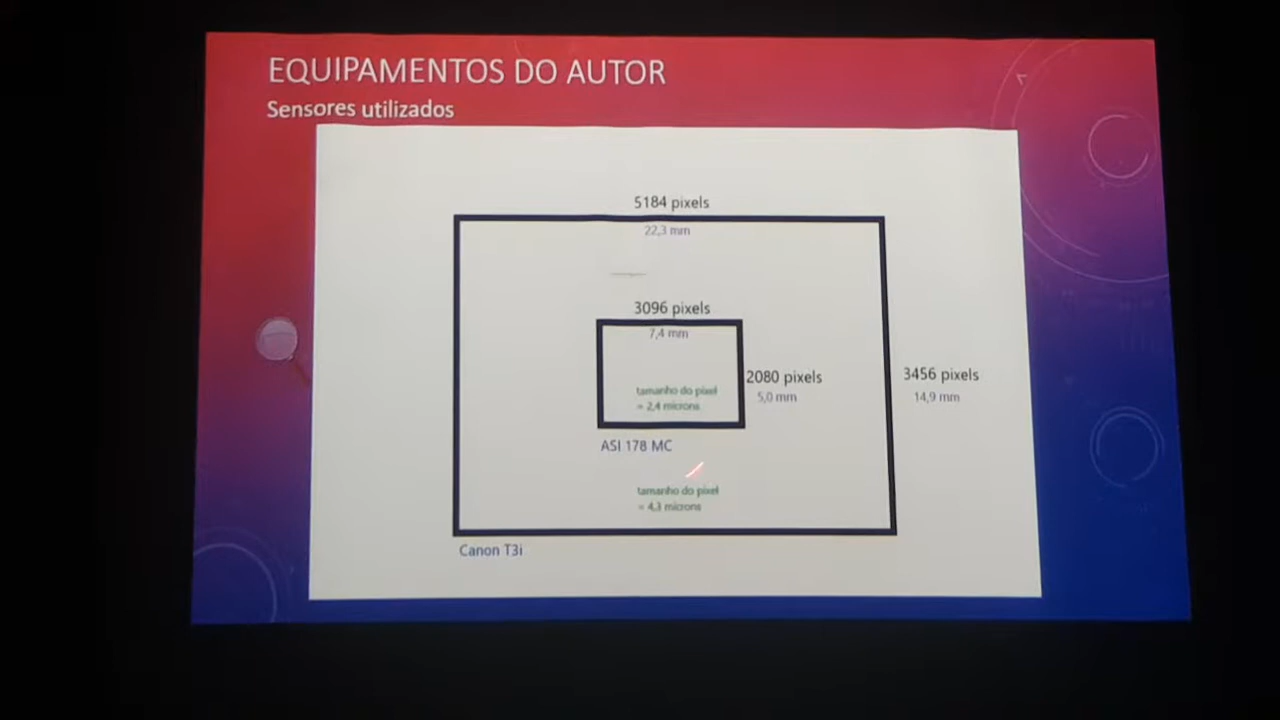 EQUIPAMENTOS DO AUTOR
Sensores utilizados
5184 pixels
22,3 mm
3096 pixels
7,4 mm
tamanho do pixel
= 2,4 microns
2080 pixels
5,0 mm
3456 pixels
14,9 mm
ASI 178 MC
tamanho do pixel
= 4,3 microns
Canon T3i